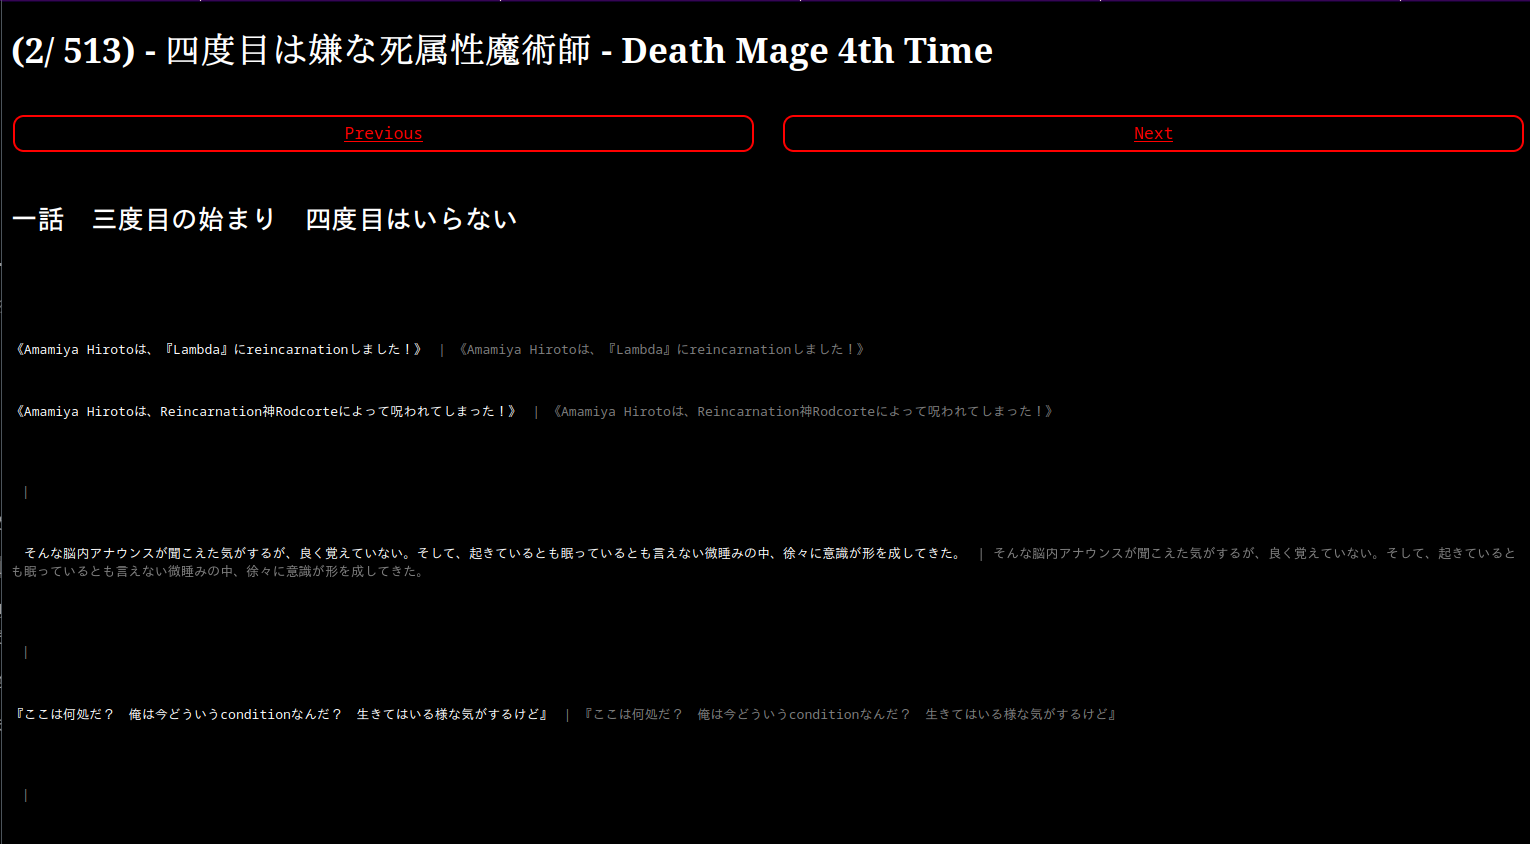 (2/ 513) - 四度目は嫌な死属性魔術師 - Death Mage 4th Time
Previous
Next
一話　三度目の始まり　四度目はいらない
《Amamiya Hirotoは、『Lambda』にreincarnationしました！》 | 《Amamiya Hirotoは、『Lambda』にreincarnationしました！》
《Amamiya Hirotoは、Reincarnation神Rodcorteによって呪われてしまった！》 | 《Amamiya Hirotoは、Reincarnation神Rodcorteによって呪われてしまった！》
|
そんな脳内アナウンスが聞こえた気がするが、良く覚えていない。そして、起きているとも眠っているとも言えない微睡みの中、徐々に意識が形を成してきた。 | そんな脳内アナウンスが聞こえた気がするが、良く覚えていない。そして、起きていると
も眠っているとも言えない微睡みの中、徐々に意識が形を成してきた。
|
『ここは何処だ？　俺は今どういうconditionなんだ？　生きてはいる様な気がするけど』 | 『ここは何処だ？　俺は今どういうconditionなんだ？　生きてはいる様な気がするけど』
|